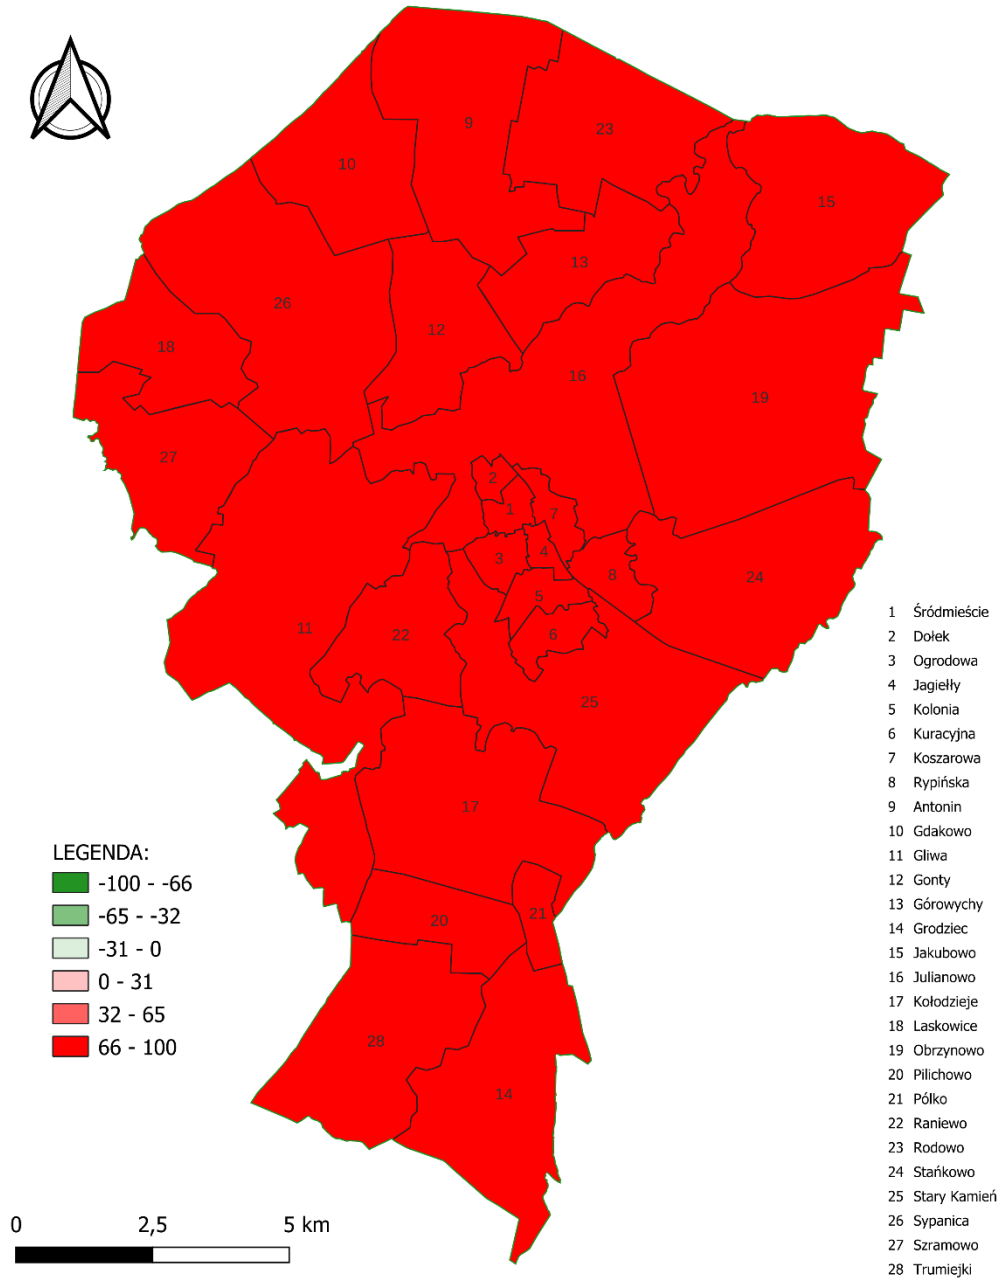 9
23
10
15
13
26
12
18
16
19
27
2
1
7
3
4
8
24
5
11
22
6
25
17
20
21
28
14
LEGENDA:
-100 - -66
-65 - -32
-31 - 0
0 - 31
32 - 65
66 - 100
0 2,5 5 km
1 Śródmieście
2 Dołek
3 Ogrodowa
4 Jagiełły
5 Kolonia
6 Kuracyjna
7 Koszarowa
8 Rypińska
9 Antonin
10 Gdakowo
11 Gliwa
12 Gonty
13 Górowychy
14 Grodziec
15 Jakubowo
16 Julianowo
17 Kołodzieje
18 Laskowice
19 Obrzynowo
20 Pilichowo
21 Pólko
22 Raniewo
23 Rodowo
24 Stańkowo
25 Stary Kamień
26 Sypanica
27 Szramowo
28 Trumiejki